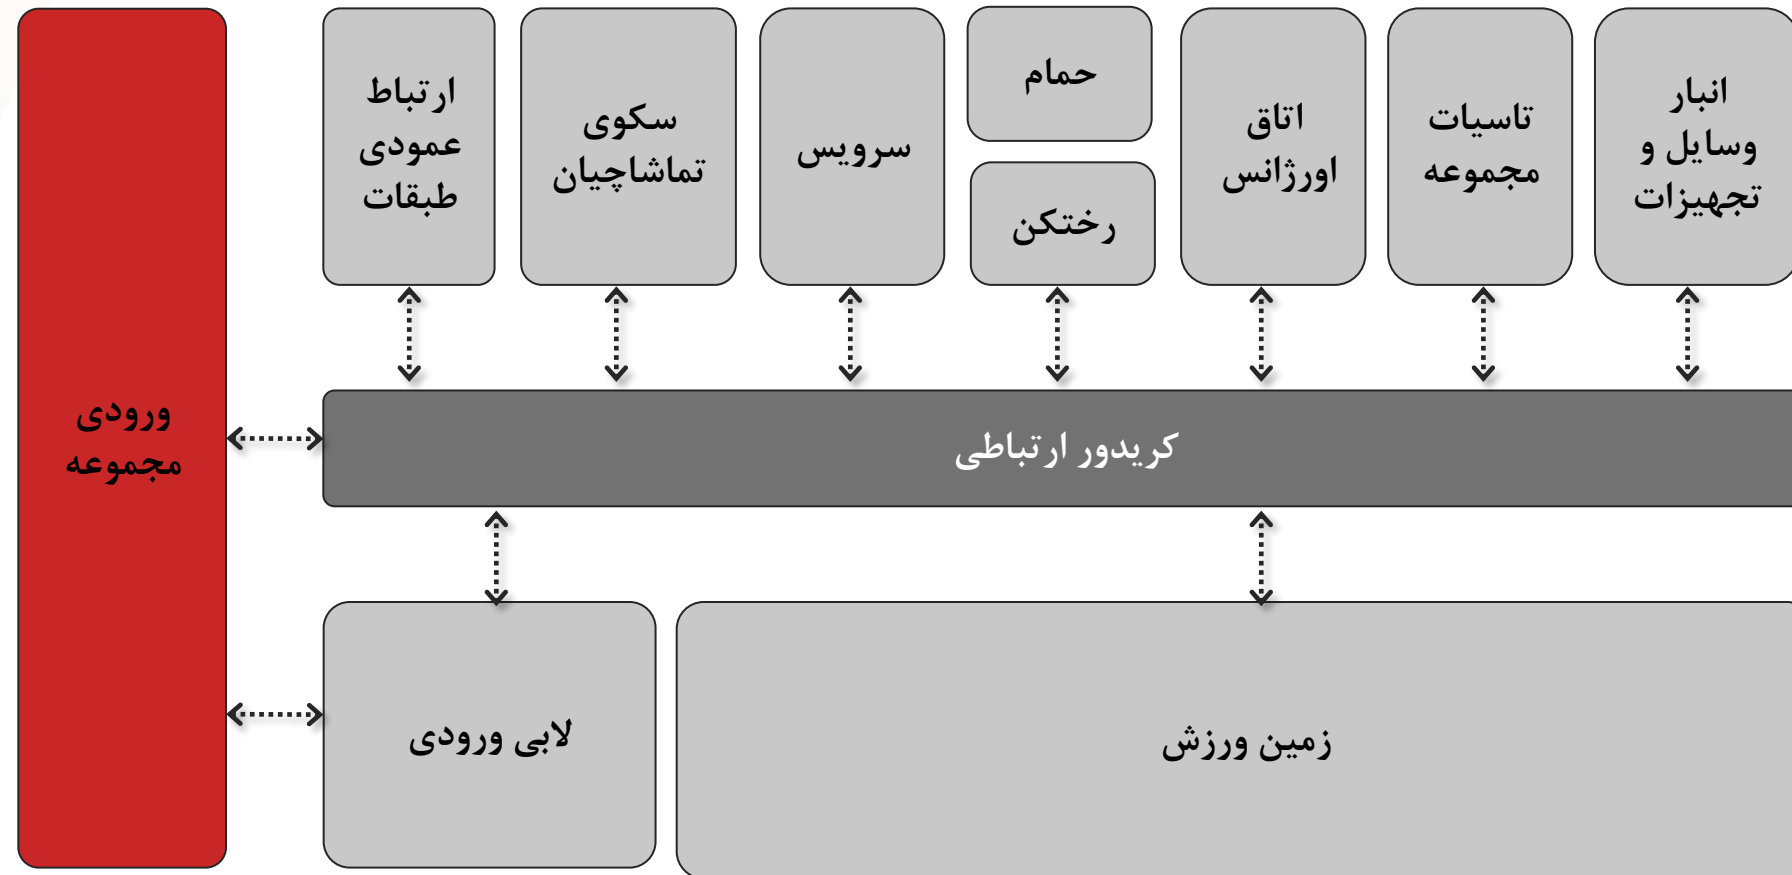 انبار
وسایل و
تجهیزات
تاسیات
مجموعه
اتاق
اورژانس
حمام
رختکن
سرویس
سکوی
تماشاچیان
ارتباط
عمودی
طبقات
کریدور ارتباطی
ورودی
مجموعه
زمین ورزش
لابی ورودی